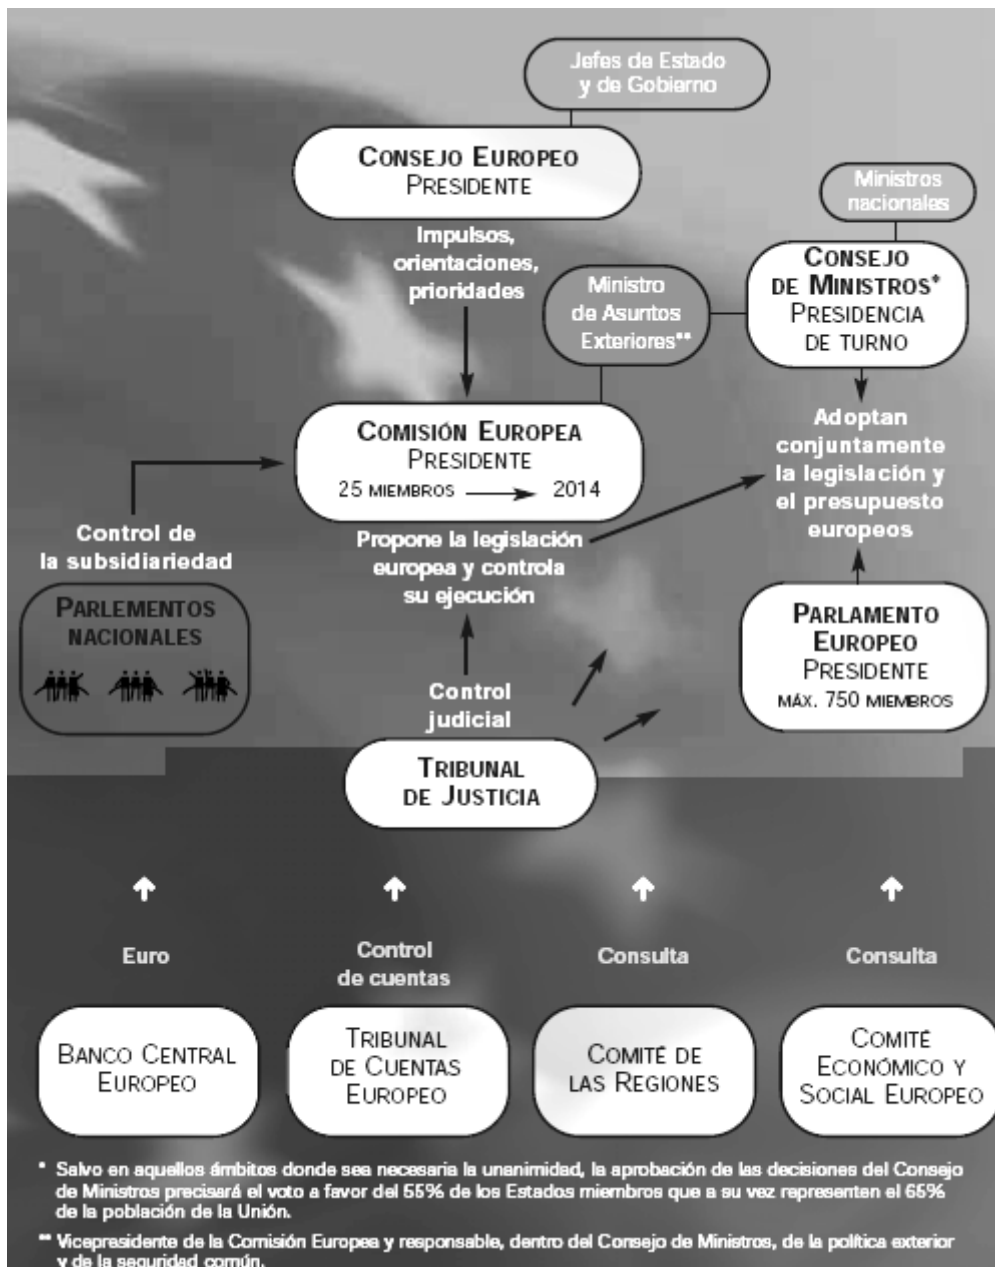 Jefes de Estado
y de Gobierno
CONSEJO EUROPEO
PRESIDENTE
Ministros
nacionales
Impulsos,
orientaciones,
prioridades
Ministro
de Asuntos
Exteriores**
CONSEJO
DE MINISTROS*
PRESIDENCIA
DE TURNO
COMISIÓN EUROPEA
PRESIDENTE
25 MIEMBROS 2014
Adoptan
conjuntamente
la legislación y
el presupuesto
europeos
Control de
la subsidiariedad
Propone la legislación
europea y controla
su ejecución
PARLEMENTOS
NACIONALES
PARLAMENTO
EUROPEO
PRESIDENTE
MÁX. 750 MIEMBROS
Control
judicial
TRIBUNAL
DE JUSTICIA
Euro
Control
de cuentas
Consulta
Consulta
BANCO CENTRAL
EUROPEO
TRIBUNAL
DE CUENTAS
EUROPEO
COMITÉ DE
LAS REGIONES
COMITÉ
ECONÓMICO Y
SOCIAL EUROPEO
* Salvo en aquellos ámbitos donde sea necesaria la unanimidad, la aprobación de las decisiones del Consejo
de Ministros precisará el voto a favor del 55% de los Estados miembros que a su vez representen el 65%
de la población de la Unión.
** Vicepresidente de la Comisión Europea y responsable, dentro del Consejo de Ministros, de la política exterior
y de la seguridad común.